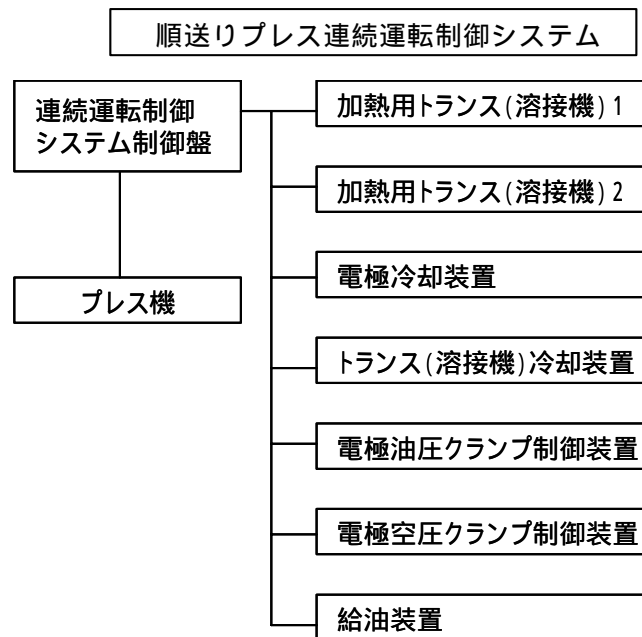 順送りプレス連続運転制御システム
連続運転制御
システム制御盤
プレス機
加熱用トランス(溶接機)1
加熱用トランス(溶接機)2
電極冷却装置
トランス(溶接機)冷却装置
電極油圧クランプ制御装置
電極空圧クランプ制御装置
給油装置